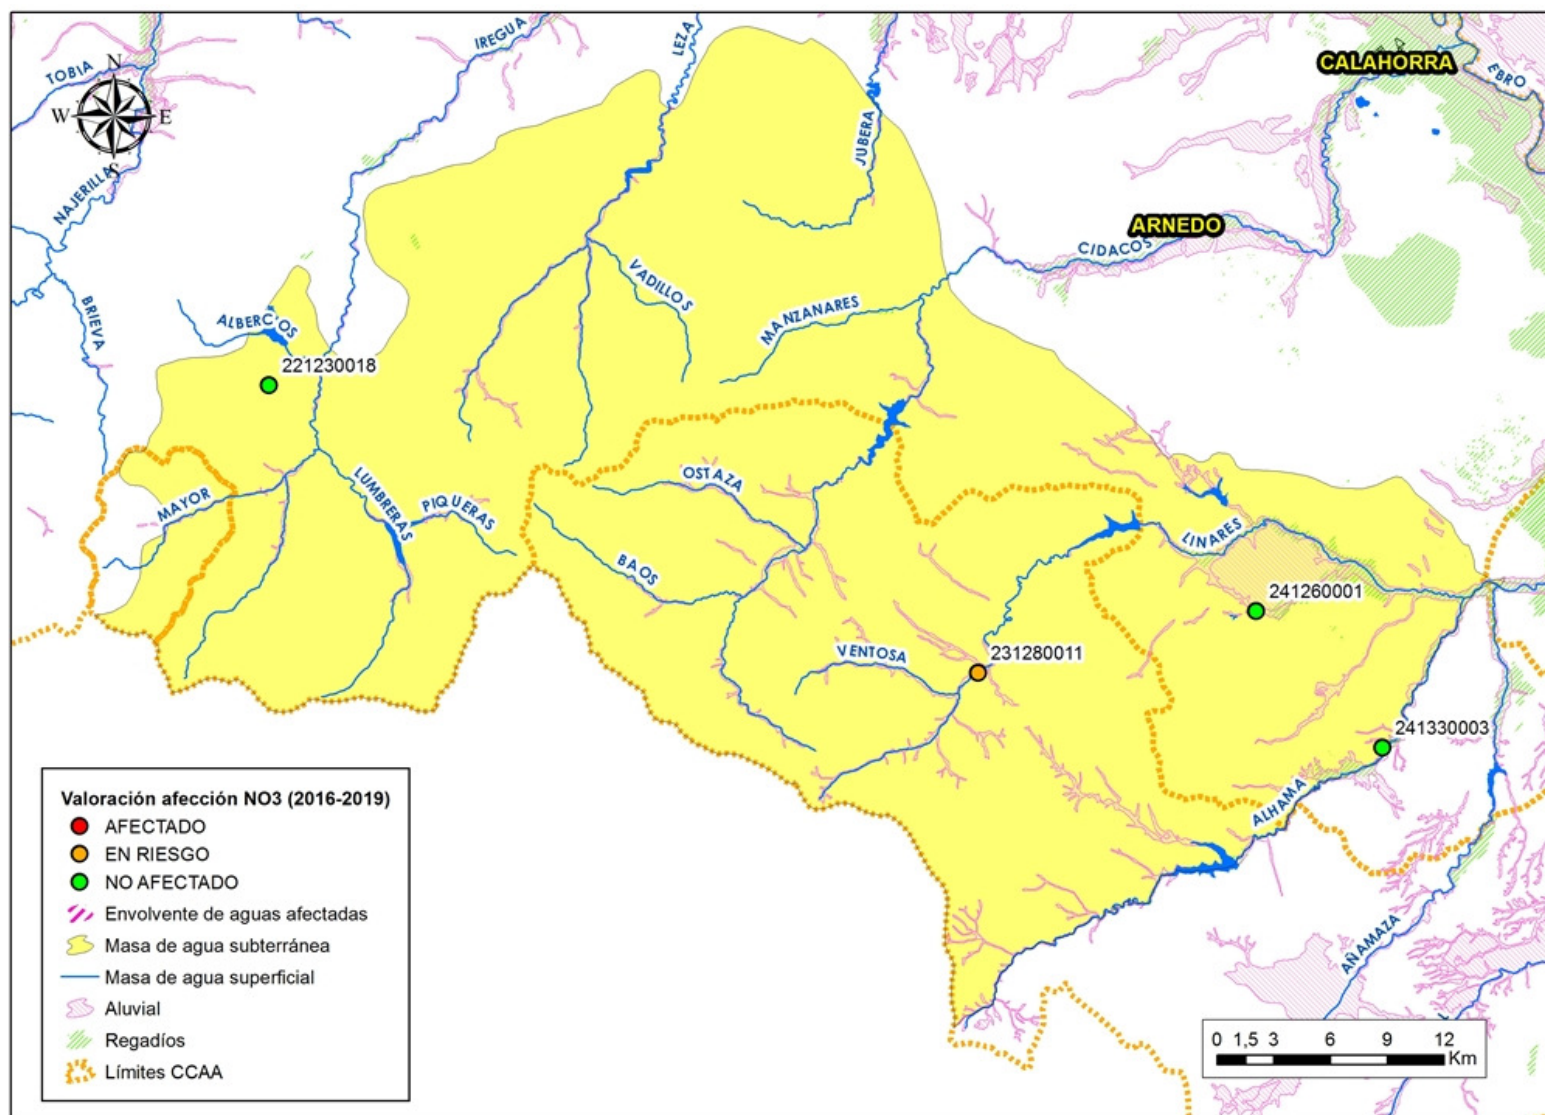 IREGUA
LEZA
CALAHORRA
EBRO
TOBIA
N
W
E
S
JUBERA
NAJERILLA
ARNEDO
CIDACOS
VADILLOS
MANZANARES
BRIEVA
221230018
MAYOR
LUMBRERAS
PIQUERAS
OSTAZA
BAOS
LINARES
241260001
VENTOSA
231280011
241330003
ALHAMA
AÑAMAZA
Valoración afección NO3 (2016-2019)
AFECTADO
EN RIESGO
NO AFECTADO
Envolvente de aguas afectadas
Masa de agua subterránea
Masa de agua superficial
Aluvial
Regadíos
Límites CCAA
0 1,5 3 6 9 12
Km